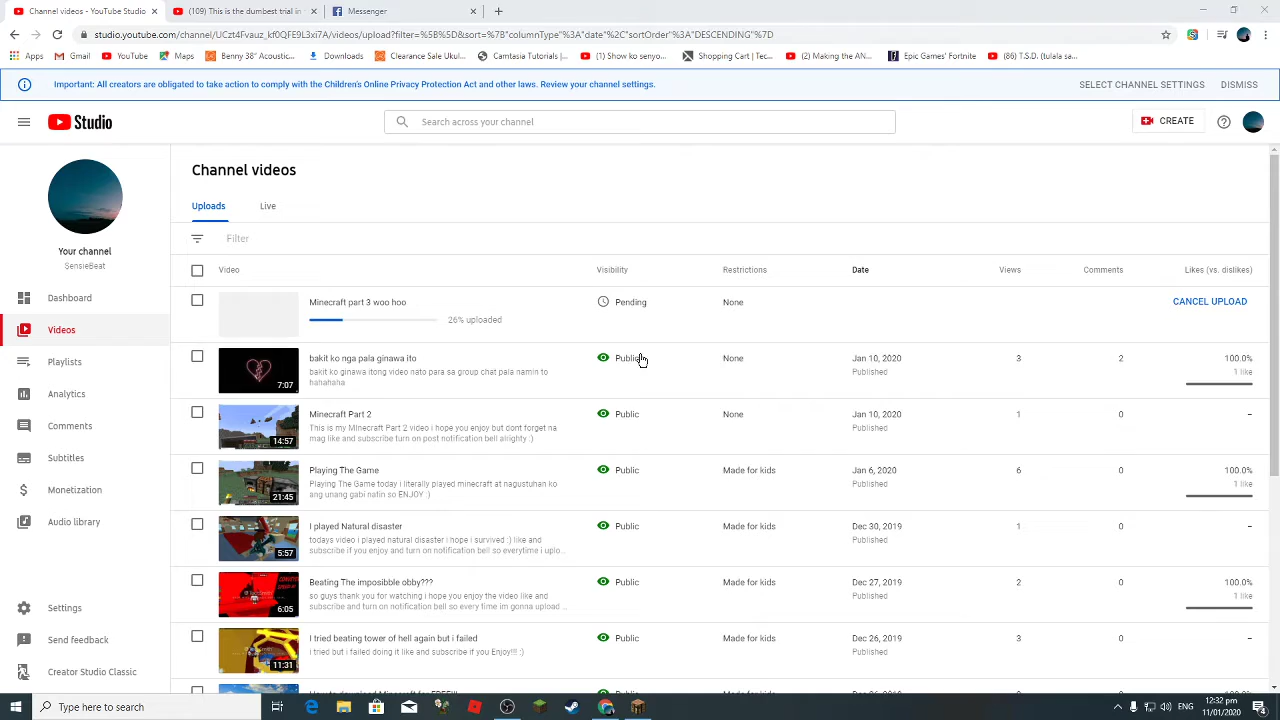 Channel videos - YouTube Studio
(109) This is the dumbest trial in
Messenger
studio.youtube.com/channel/UCzt4Fvauz_kf0QFE9L3xi7A/videos/upload?filter=%5B%5D&sort=%7B"columnType"%3A"date"%2C"sortOrder"%3A"DESCENDING"%7D
Apps
Gmail
YouTube
Maps
Benny 38" Acoustic...
Clearance Sale Ukul...
Downloads
Camtasia Tutorials |...
(1) Show ko senyo...
Shopping Cart | Tec...
(2) Making the AN...
Epic Games' Fortnite
(86) T.S.D. (tulala sa...
Important: All creators are obligated to take action to comply with the Children's Online Privacy Protection Act and other laws. Review your channel settings.
SELECT CHANNEL SETTINGS
DISMISS
Studio
Search across your channel
CREATE
Your channel
SensieBeat
Dashboard
Videos
Playlists
Analytics
Comments
Subtitles
Monetization
Audio library
Settings
Send feedback
Creator Studio Classic
Channel videos
Uploads
Live
Filter
Video
Visibility
Restrictions
Date
Views
Comments
Likes (vs. dislikes)
Minecraft part 3 woo hoo
26% uploaded
Pending
None
CANCEL UPLOAD
7:07
bakit ko nga pala ginawa ito
bakit ko ginawa itong video nato para sa group chat pala namin to
hahahaha
Public
None
Jan 10, 2020
Published
3
2
100.0%
1 like
14:57
Minecraft Part 2
This is my MInecraft Part 2 video i hope you enjoy but dont forget na
mag like and subscribe turn on post notification bell alrighty :)
Public
None
Jan 10, 2020
Published
1
0
–
21:45
Playing The Game
Playing The Game today I literally played minecraft at nagustuhan ko
ang unang gabi natin so ENJOY :)
Public
Made for kids
Jan 6, 2020
Published
6
0
100.0%
1 like
5:57
I played Natural disaster
todays video i played natural disaster i hope i survived :) like and
subscribe if you enjoy and turn on notification bell so everytime i uplo...
Public
Made for kids
Dec 30, 2019
Published
1
–
6:05
Beating The imposibble obby???
so guys thank you for watching i hope you enjoy the video like and
subscribe and turn on notification bell so every time im gonna upload ...
Public
Made for kids
Dec 27, 2019
Published
2
100.0%
1 like
11:31
I tried beating tower of hell again but i failed
i tried but i failed doing it like and subscribe if you Enjoy!!! :)
Public
Made for kids
Dec 26, 2019
Published
3
–
Type here to search
ENG
12:32 pm
11/01/2020